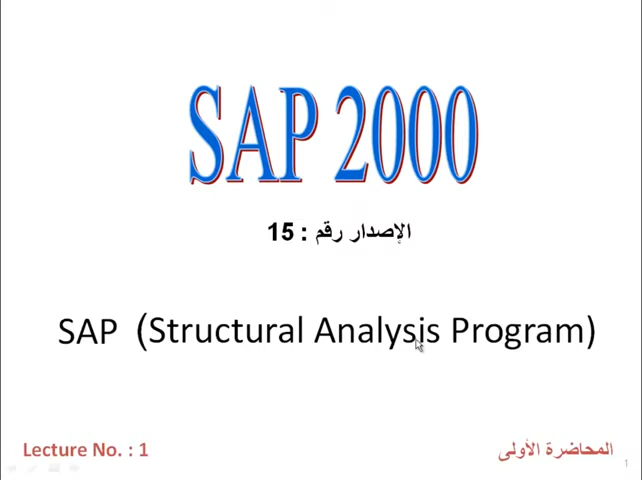 SAP 2000
الإصدار رقم : 15
SAP (Structural Analysis Program)
Lecture No. : 1
المحاضرة الأولى
1